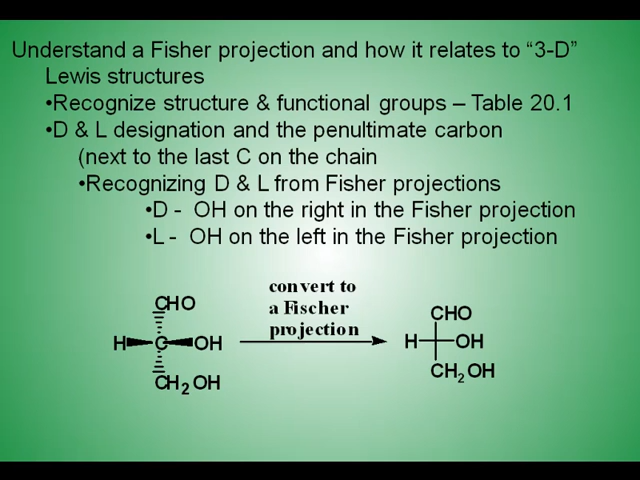 Understand a Fisher projection and how it relates to “3-D”
Lewis structures
•Recognize structure & functional groups – Table 20.1
•D & L designation and the penultimate carbon
(next to the last C on the chain
•Recognizing D & L from Fisher projections
•D - OH on the right in the Fisher projection
•L - OH on the left in the Fisher projection
convert to
a Fischer
projection
CHO
H C OH
CH2OH
CHO
H OH
CH2OH